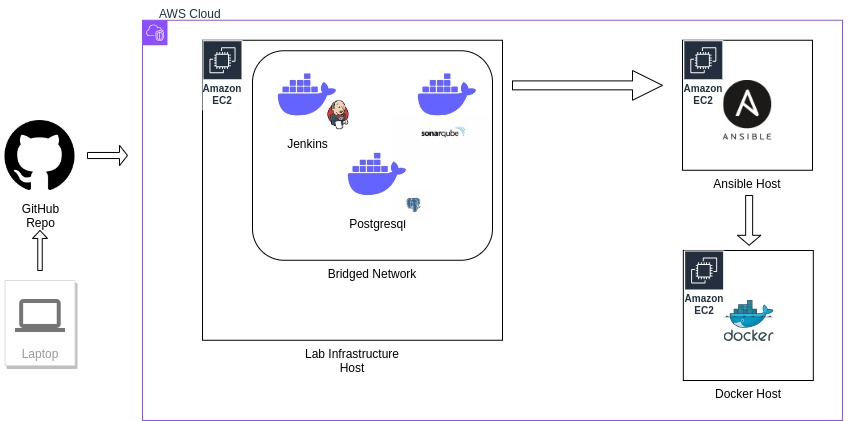 AWS Cloud
Amazon
EC2
Jenkins
sonarqube
Postgresql
Bridged Network
Lab Infrastructure
Host
GitHub
Repo
Laptop
Amazon
EC2
ANSIBLE
Ansible Host
Amazon
EC2
docker
Docker Host